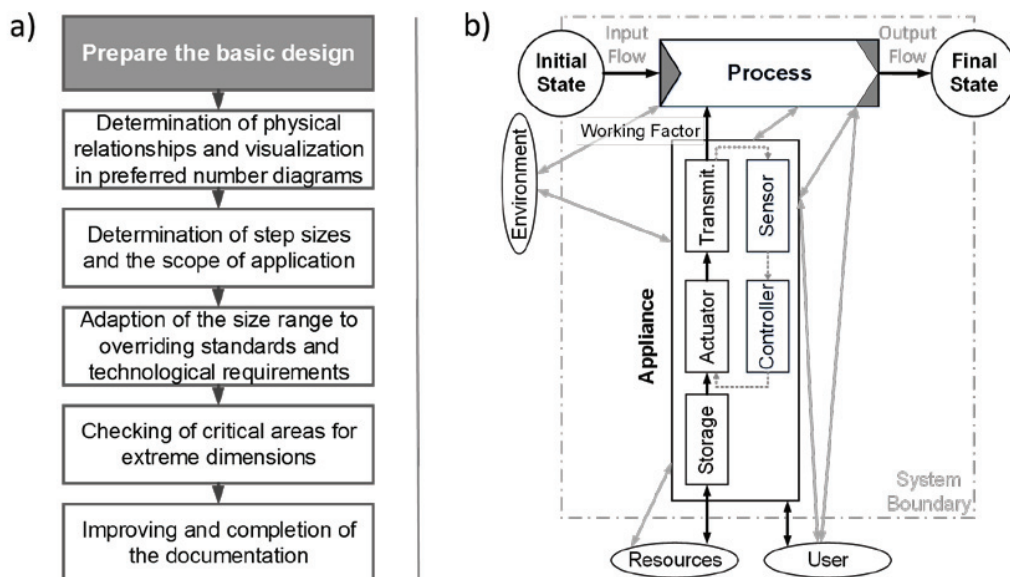 a)
Prepare the basic design
Determination of physical
relationships and visualization
in preferred number diagrams
Determination of step sizes
and the scope of application
Adaption of the size range to
overriding standards and
technological requirements
Checking of critical areas for
extreme dimensions
Improving and completion of
the documentation
b)
Initial
State
Input
Flow
Process
Output
Flow
Final
State
Working Factor
Environment
Appliance
Transmit.
Sensor
Actuator
Controller
Storage
System
Boundary
Resources
User